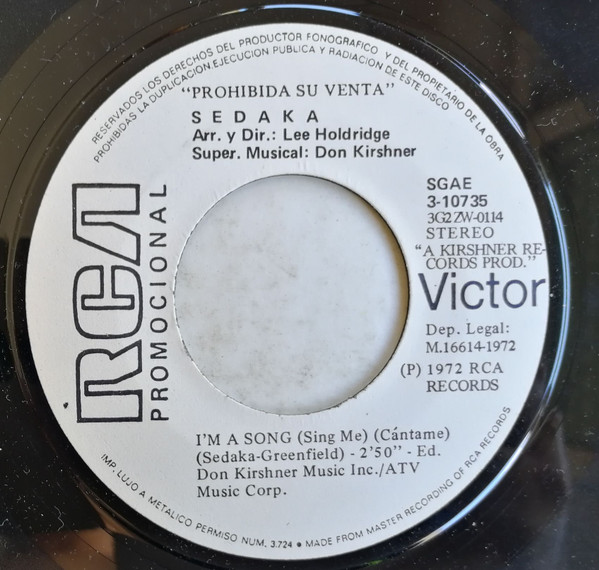 RESERVADOS LOS DERECHOS DEL PRODUCTOR FONOGRAFICO Y DEL PROPIETARIO DE LA OBRA
PROHIBIDAS LA DUPLICACION, EJECUCION PUBLICA Y RADIACION DE ESTE DISCO
"PROHIBIDA SU VENTA"
SEDAKA
Arr. y Dir.: Lee Holdridge
Super. Musical: Don Kirshner
RCA
PROMOCIONAL
SGAE
3-10735
3G2 ZW-0114
STEREO
"A KIRSHNER RE-
CORDS PROD."
Victor
Dep. Legal:
M.16614-1972
(P) 1972 RCA
RECORDS
I'M A SONG (Sing Me) (Cántame)
(Sedaka-Greenfield) - 2'50" - Ed.
Don Kirshner Music Inc./ATV
Music Corp.
IMP. LUJO A METALICO PERMISO NUM. 3.724 • MADE FROM MASTER RECORDING OF RCA RECORDS